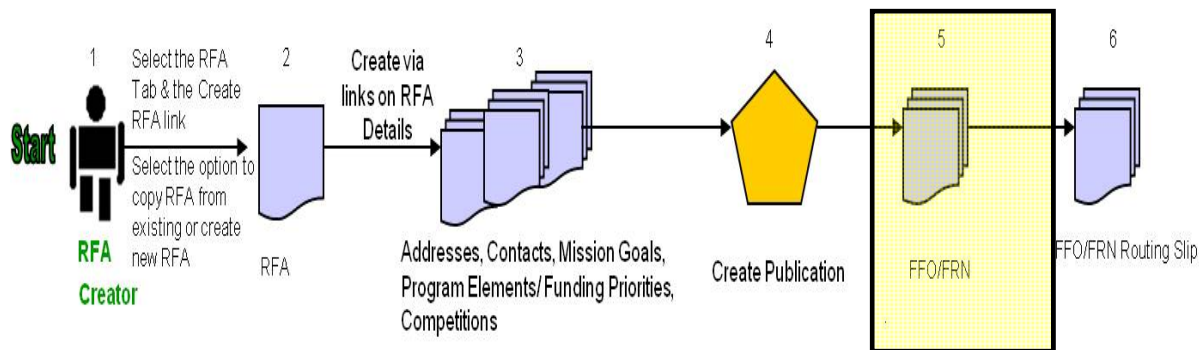 1
Select the RFA
Tab & the Create
RFA link
Select the option to
copy RFA from
existing or create
new RFA
Start
RFA
Creator
2
RFA
Create via
links on RFA
Details
3
Addresses, Contacts, Mission Goals,
Program Elements/ Funding Priorities,
Competitions
4
Create Publication
5
FFO/FRN
6
FFO/FRN Routing Slip